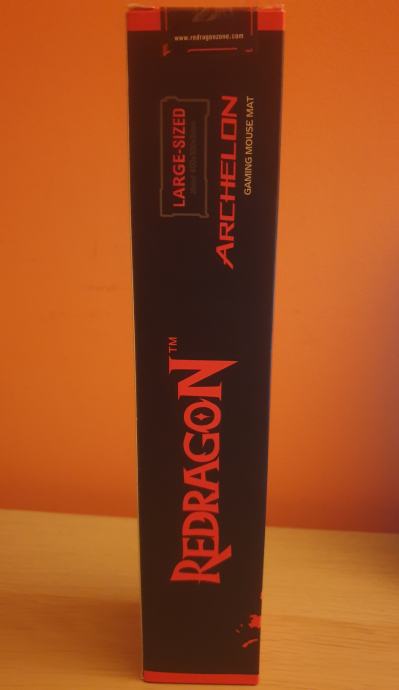 www.redragonzone.com
LARGE-SIZED
ARCHELON
GAMING MOUSE MAT
REDRAGON™